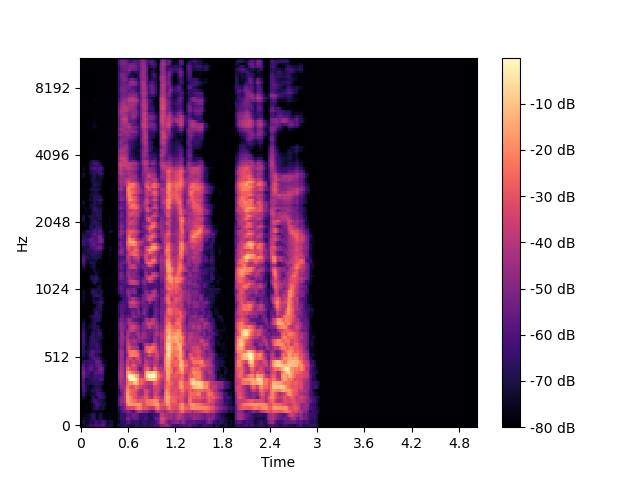 8192
4096
2048
1024
512
0
Hz
0 0.6 1.2 1.8 2.4 3 3.6 4.2 4.8
Time
-10 dB
-20 dB
-30 dB
-40 dB
-50 dB
-60 dB
-70 dB
-80 dB